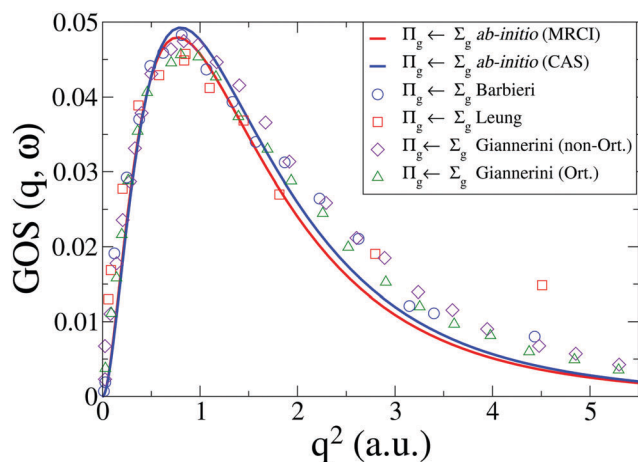 0.05
0.04
0.03
0.02
0.01
0
0
1
2
3
4
5
GOS (q, ω)
q² (a.u.)
Π_g ← Σ_g ab-initio (MRCI)
Π_g ← Σ_g ab-initio (CAS)
Π_g ← Σ_g Barbieri
Π_g ← Σ_g Leung
Π_g ← Σ_g Giannerini (non-Ort.)
Π_g ← Σ_g Giannerini (Ort.)